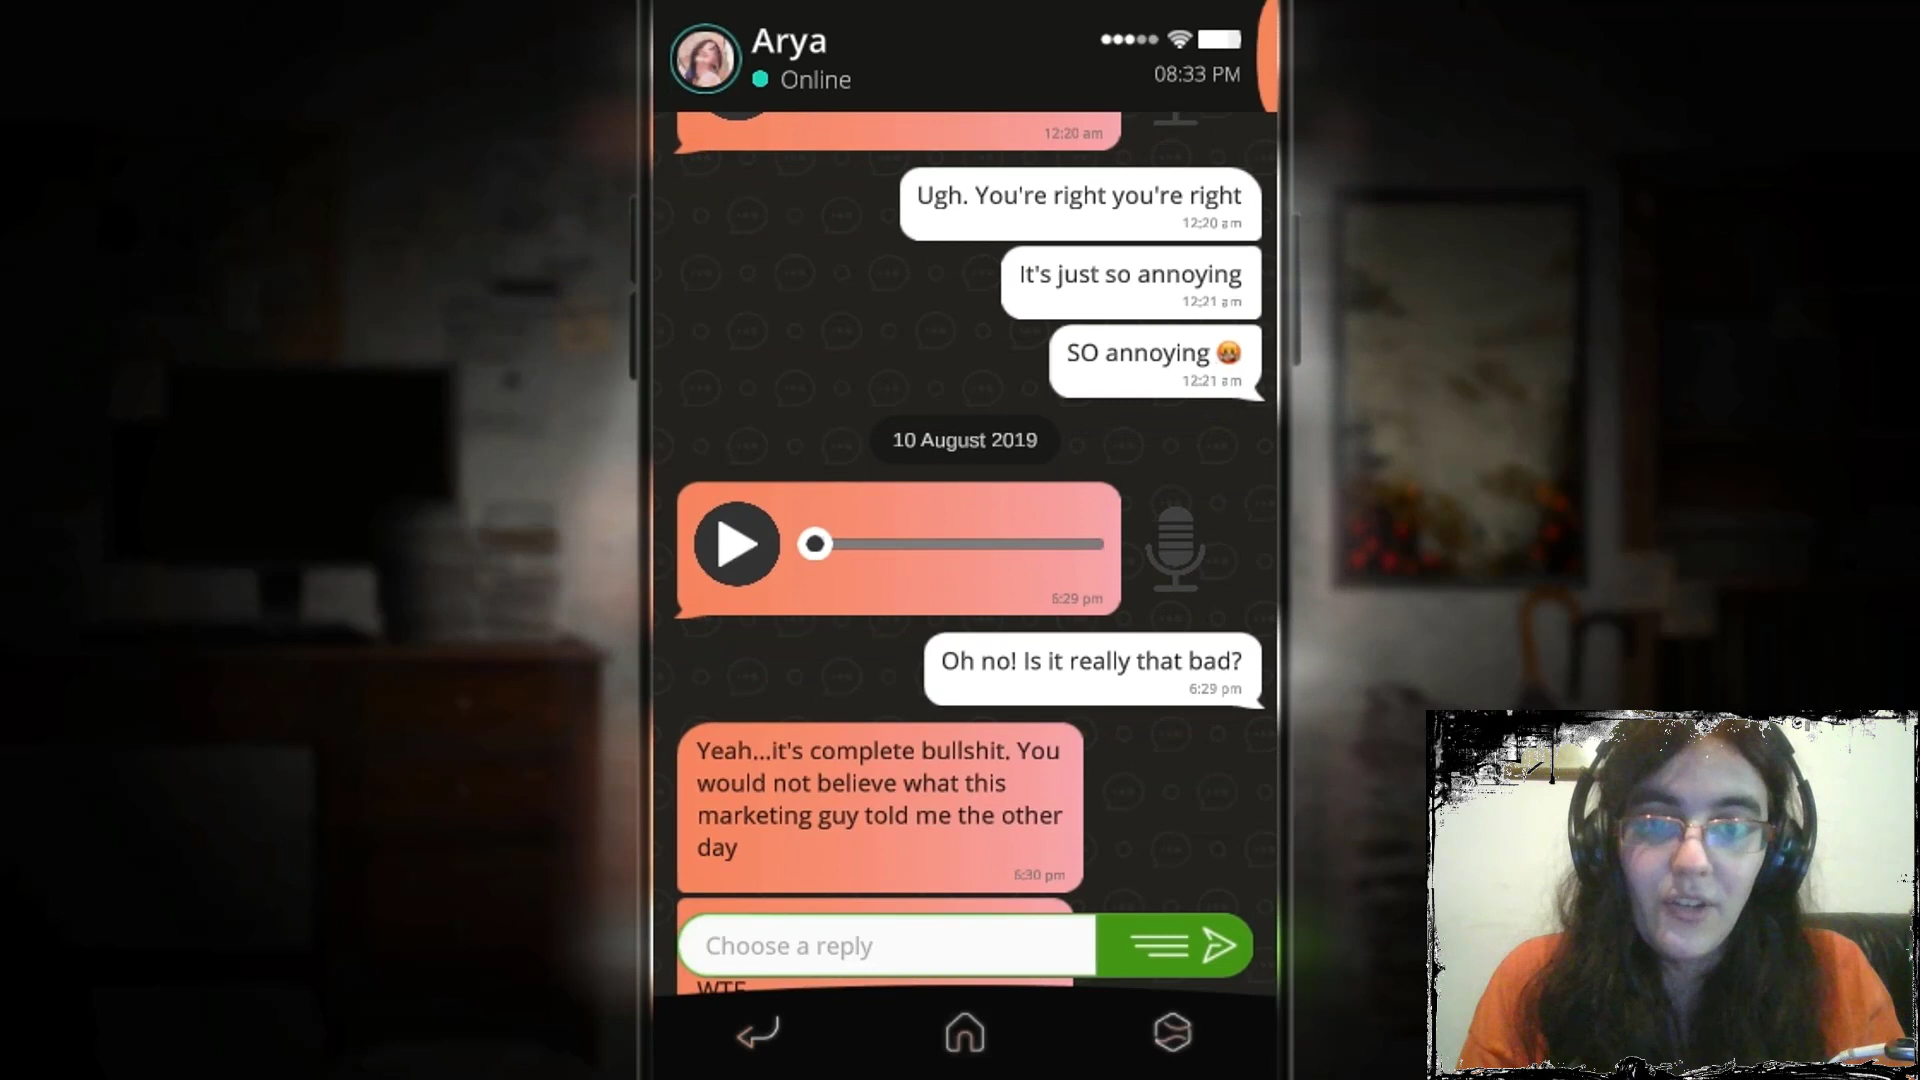 Arya
Online
08:33 PM
12:20 am
Ugh. You're right you're right
12:20 am
It's just so annoying
12:21 am
SO annoying 🤬
12:21 am
10 August 2019
6:29 pm
Oh no! Is it really that bad?
6:29 pm
Yeah...it's complete bullshit. You
would not believe what this
marketing guy told me the other
day
6:30 pm
Choose a reply
WTF